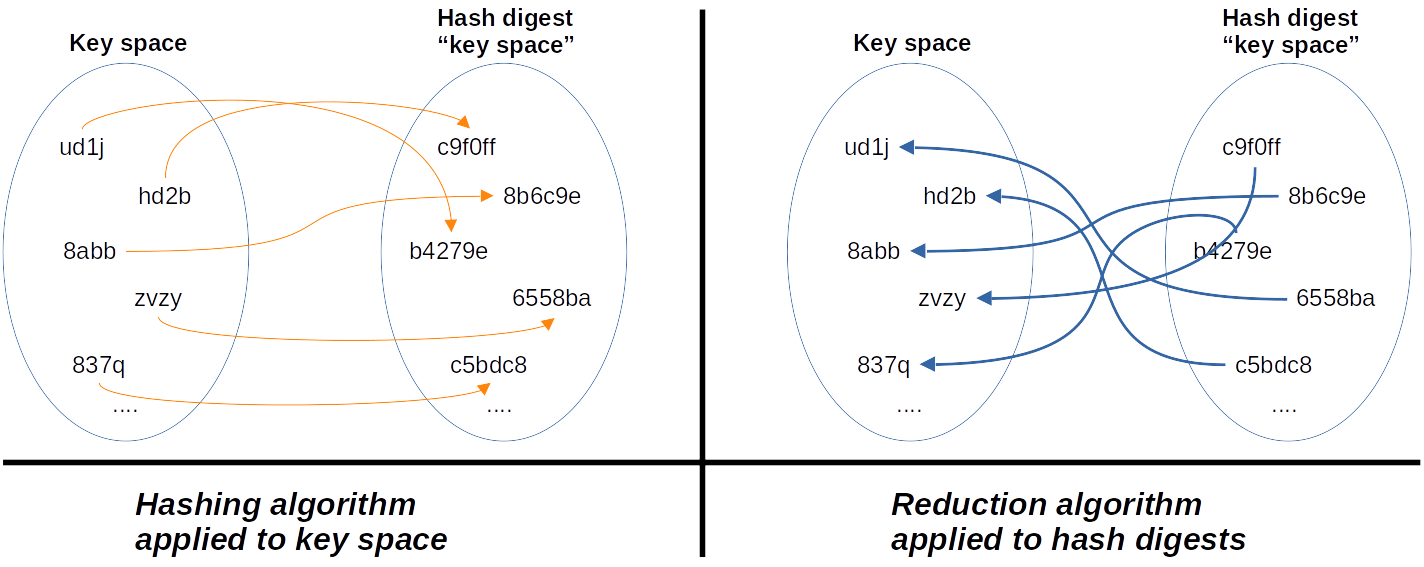 Key space
Hash digest
“key space”
ud1j
c9f0ff
hd2b
8b6c9e
8abb
b4279e
zvzy
6558ba
837q
c5bdc8
....
....
Hashing algorithm
applied to key space
Key space
Hash digest
“key space”
ud1j
c9f0ff
hd2b
8b6c9e
8abb
b4279e
zvzy
6558ba
837q
c5bdc8
....
....
Reduction algorithm
applied to hash digests